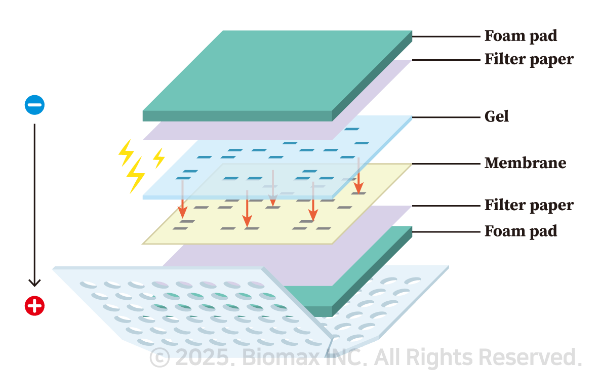 Foam pad
Filter paper
Gel
Membrane
Filter paper
Foam pad
© 2025. Biomax INC. All Rights Reserved.